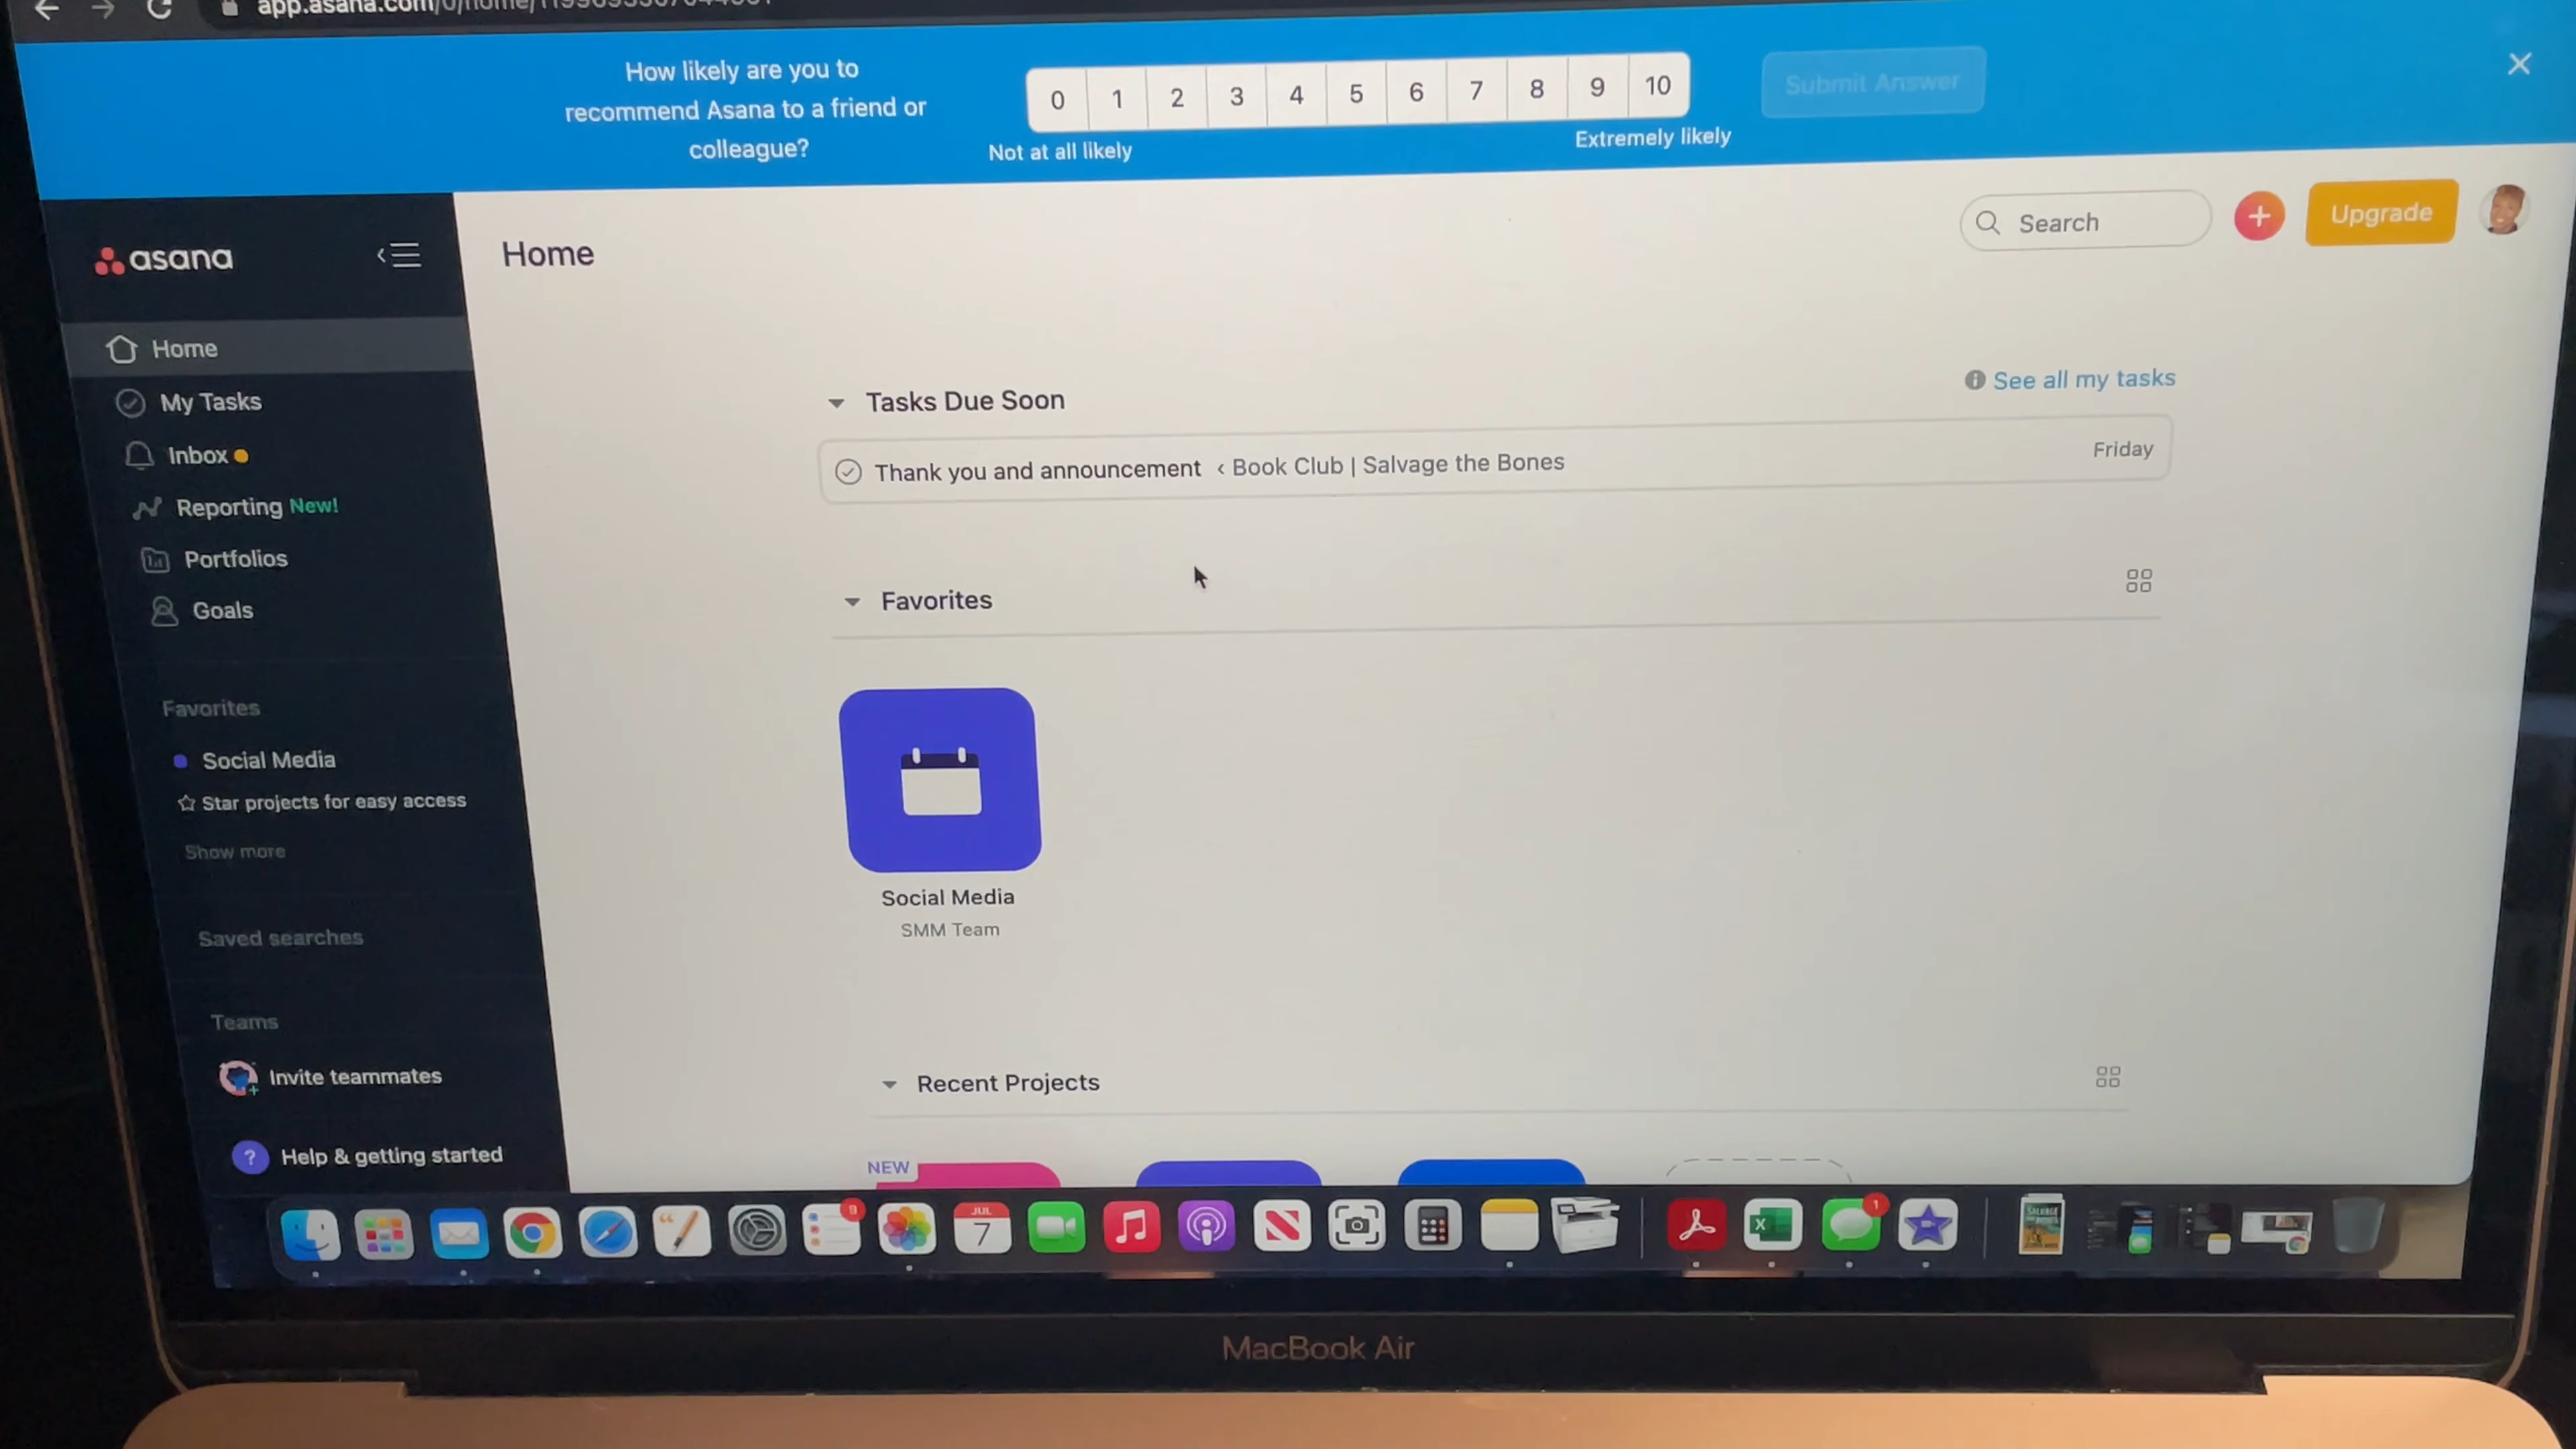 How likely are you to
recommend Asana to a friend or
colleague?
0 1 2 3 4 5 6 7 8 9 10
Not at all likely
Extremely likely
Submit Answer
asana
Home
Search
Upgrade
Home
My Tasks
Inbox
Reporting New!
Portfolios
Goals
Favorites
Social Media
Star projects for easy access
Show more
Saved searches
Teams
Invite teammates
? Help & getting started
Tasks Due Soon
See all my tasks
Thank you and announcement ‹ Book Club | Salvage the Bones
Friday
Favorites
Social Media
SMM Team
Recent Projects
NEW
9
JUL
7
1
MacBook Air